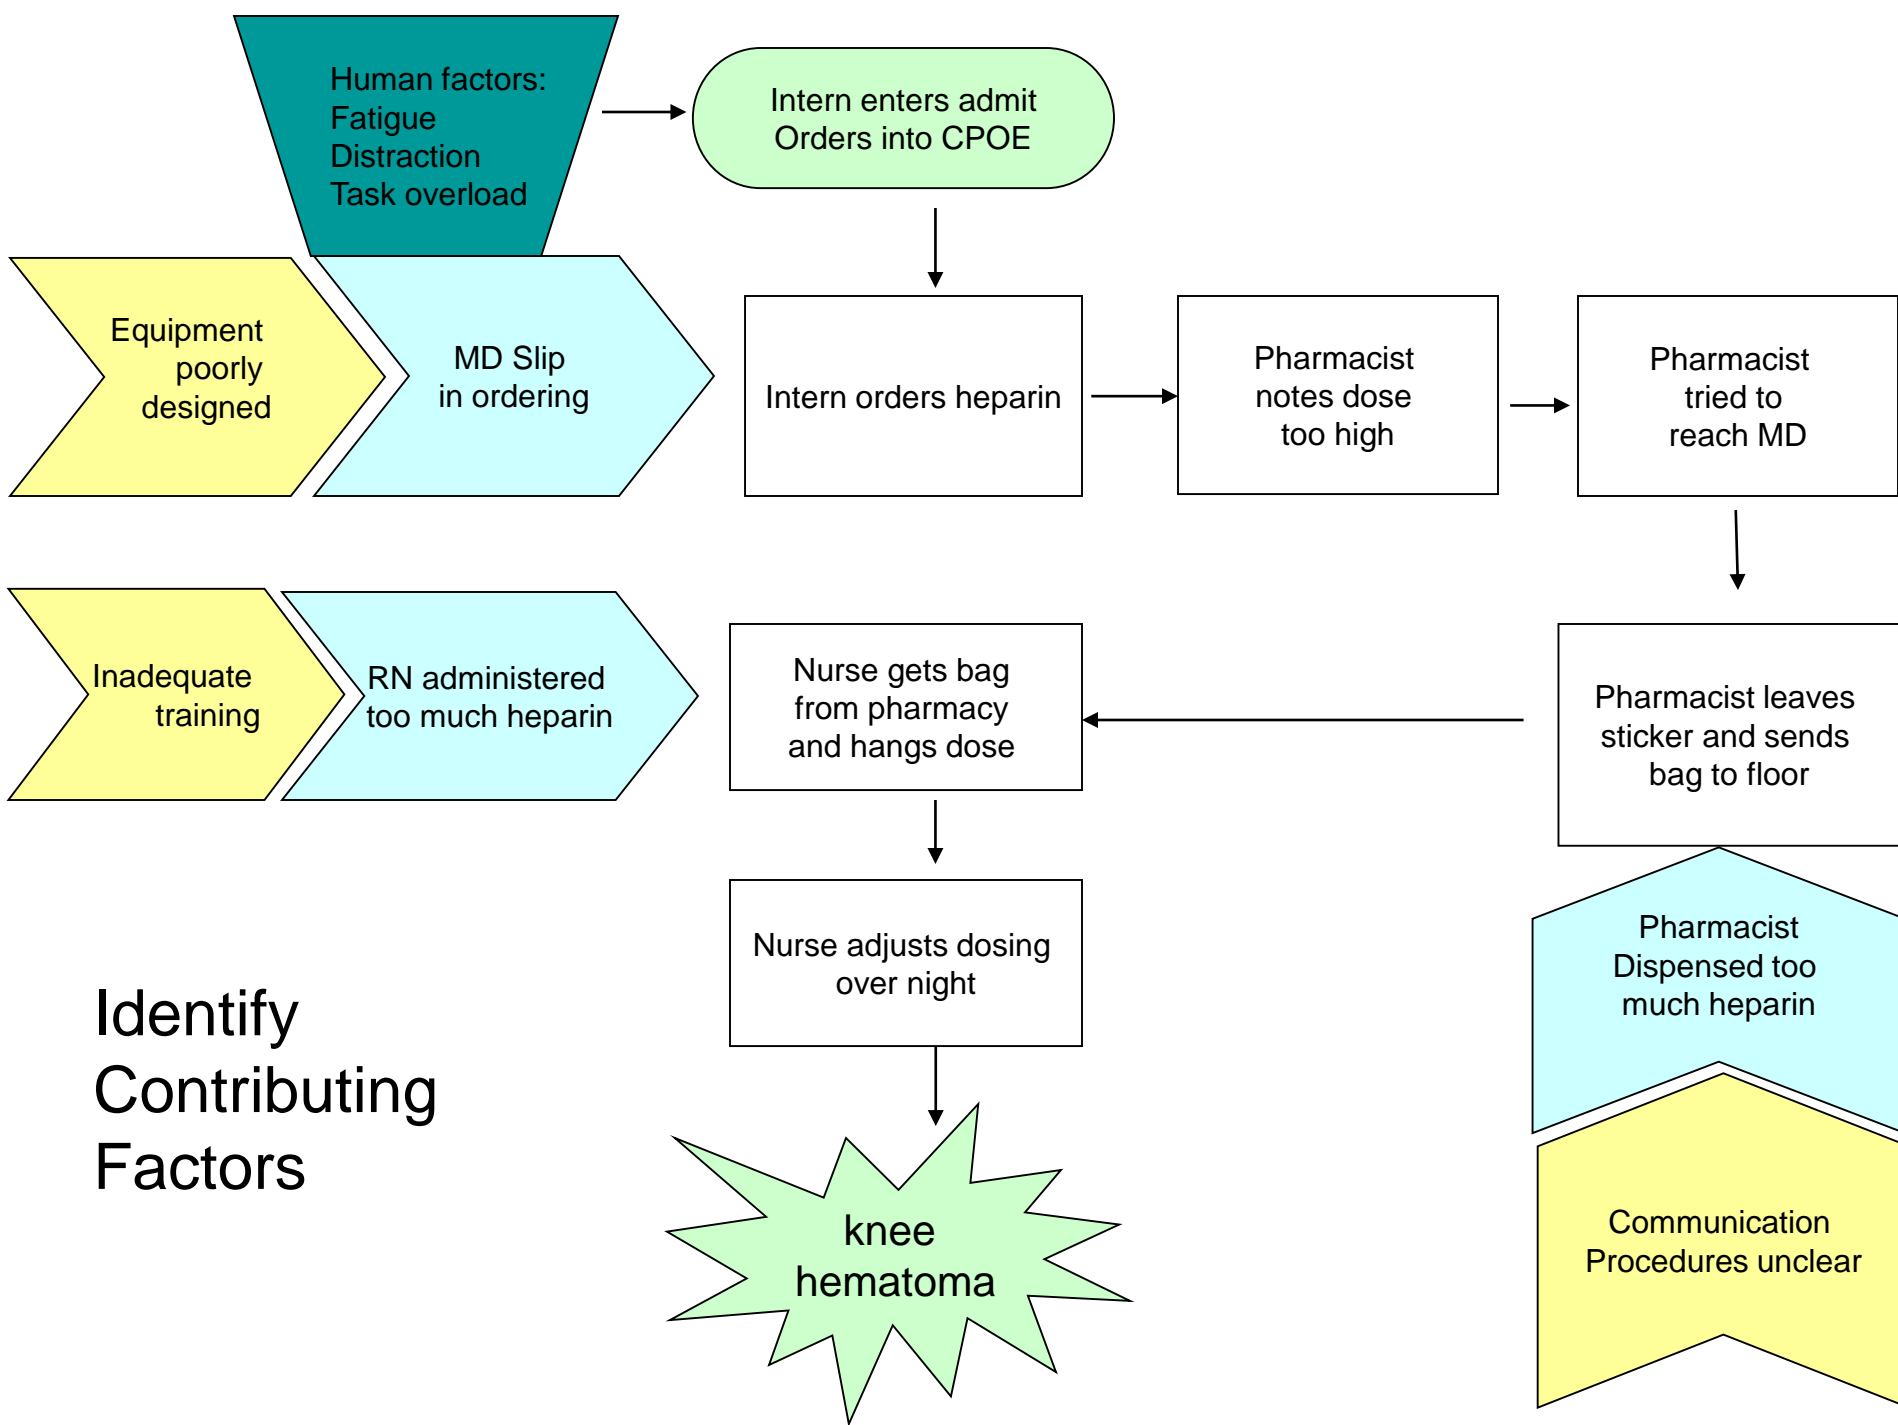 Human factors:
Fatigue
Distraction
Task overload
Intern enters admit
Orders into CPOE
Equipment
poorly
designed
MD Slip
in ordering
Intern orders heparin
Pharmacist
notes dose
too high
Pharmacist
tried to
reach MD
Inadequate
training
RN administered
too much heparin
Nurse gets bag
from pharmacy
and hangs dose
Pharmacist leaves
sticker and sends
bag to floor
Nurse adjusts dosing
over night
Pharmacist
Dispensed too
much heparin
Identify
Contributing
Factors
knee
hematoma
Communication
Procedures unclear